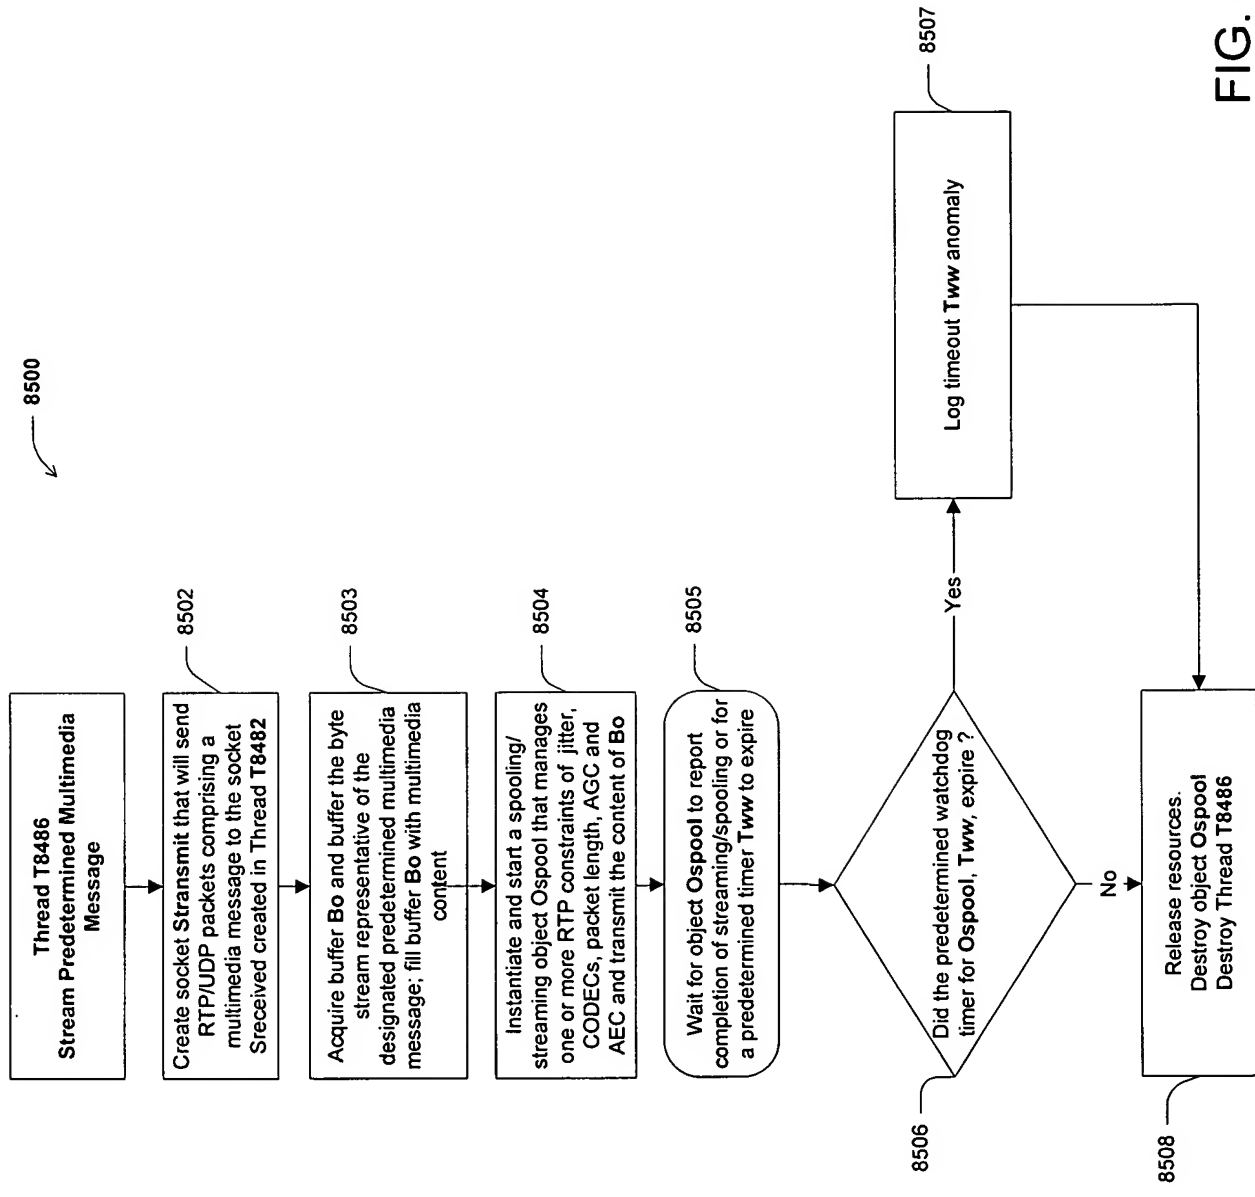 8500
Thread T8486
Stream Predetermined Multimedia
Message
8502
Create socket Stransmit that will send
RTP/UDP packets comprising a
multimedia message to the socket
Sreceived created in Thread T8482
8503
Acquire buffer Bo and buffer the byte
stream representative of the
designated predetermined multimedia
message; fill buffer Bo with multimedia
content
8504
Instantiate and start a spooling/
streaming object Ospool that manages
one or more RTP constraints of jitter,
CODECs, packet length, AGC and
AEC and transmit the content of Bo
8505
Wait for object Ospool to report
completion of streaming/spooling or for
a predetermined timer Tww to expire
8506
Did the predetermined watchdog
timer for Ospool, Tww, expire ?
Yes
8507
Log timeout Tww anomaly
No
8508
Release resources.
Destroy object Ospool
Destroy Thread T8486
FIG.